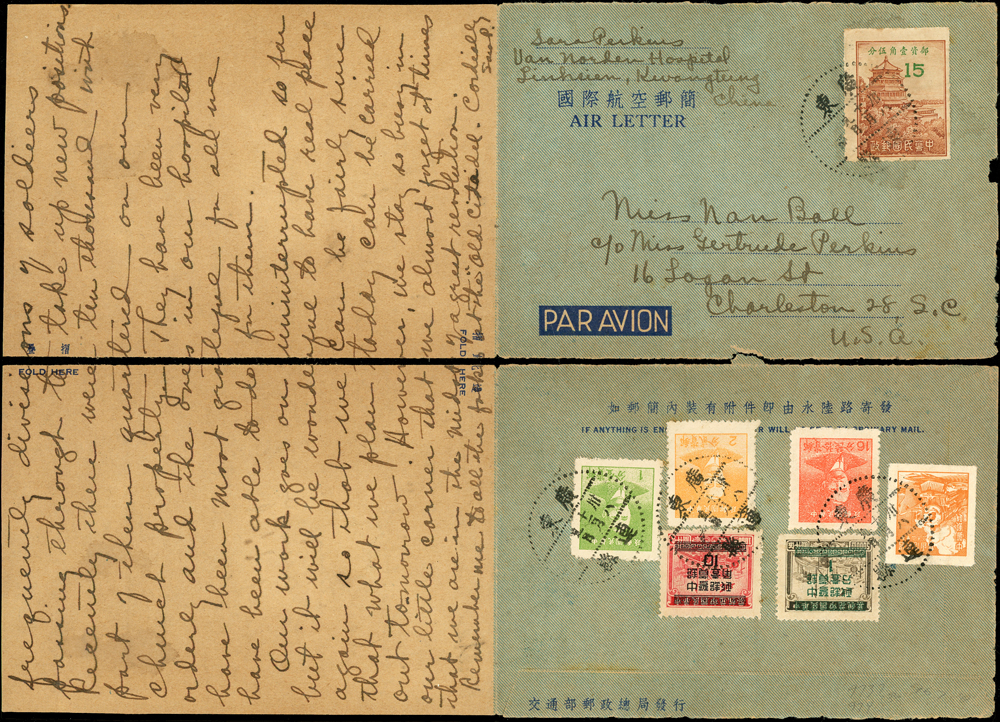 frequently divisions of soldiers
passing through to take up new positions.
Recently there were ten thousand with
part of them quartered on our
church property. They have been very
orderly and the ones in our hospital
have been most grateful for all we
have been able to do for them.
Our work goes on uninterrupted so far
but it will be wonderful to have real peace
again so that we can be fairly sure
that what we plan today can be carried
out tomorrow. However, we stay so busy in
our little corner that we almost forget at times
that we are in the midst of a great revolution.
Remember me to all the folks at the old Citadel. Cordially
Sara P.
FOLD HERE
FOLD HERE
Sara Perkins
Van Norden Hospital
Linhsien, Kwangtung
China
國際航空郵簡
AIR LETTER
15
政郵國民華中
Miss Nan Ball
c/o Miss Gertrude Perkins
16 Logan St
Charleston 28, S.C.
U.S.A.
PAR AVION
如郵簡內裝有附件即由水陸路寄發
IF ANYTHING IS WILL ORDINARY MAIL.
1
2
16
10
1
交通部郵政總局發行